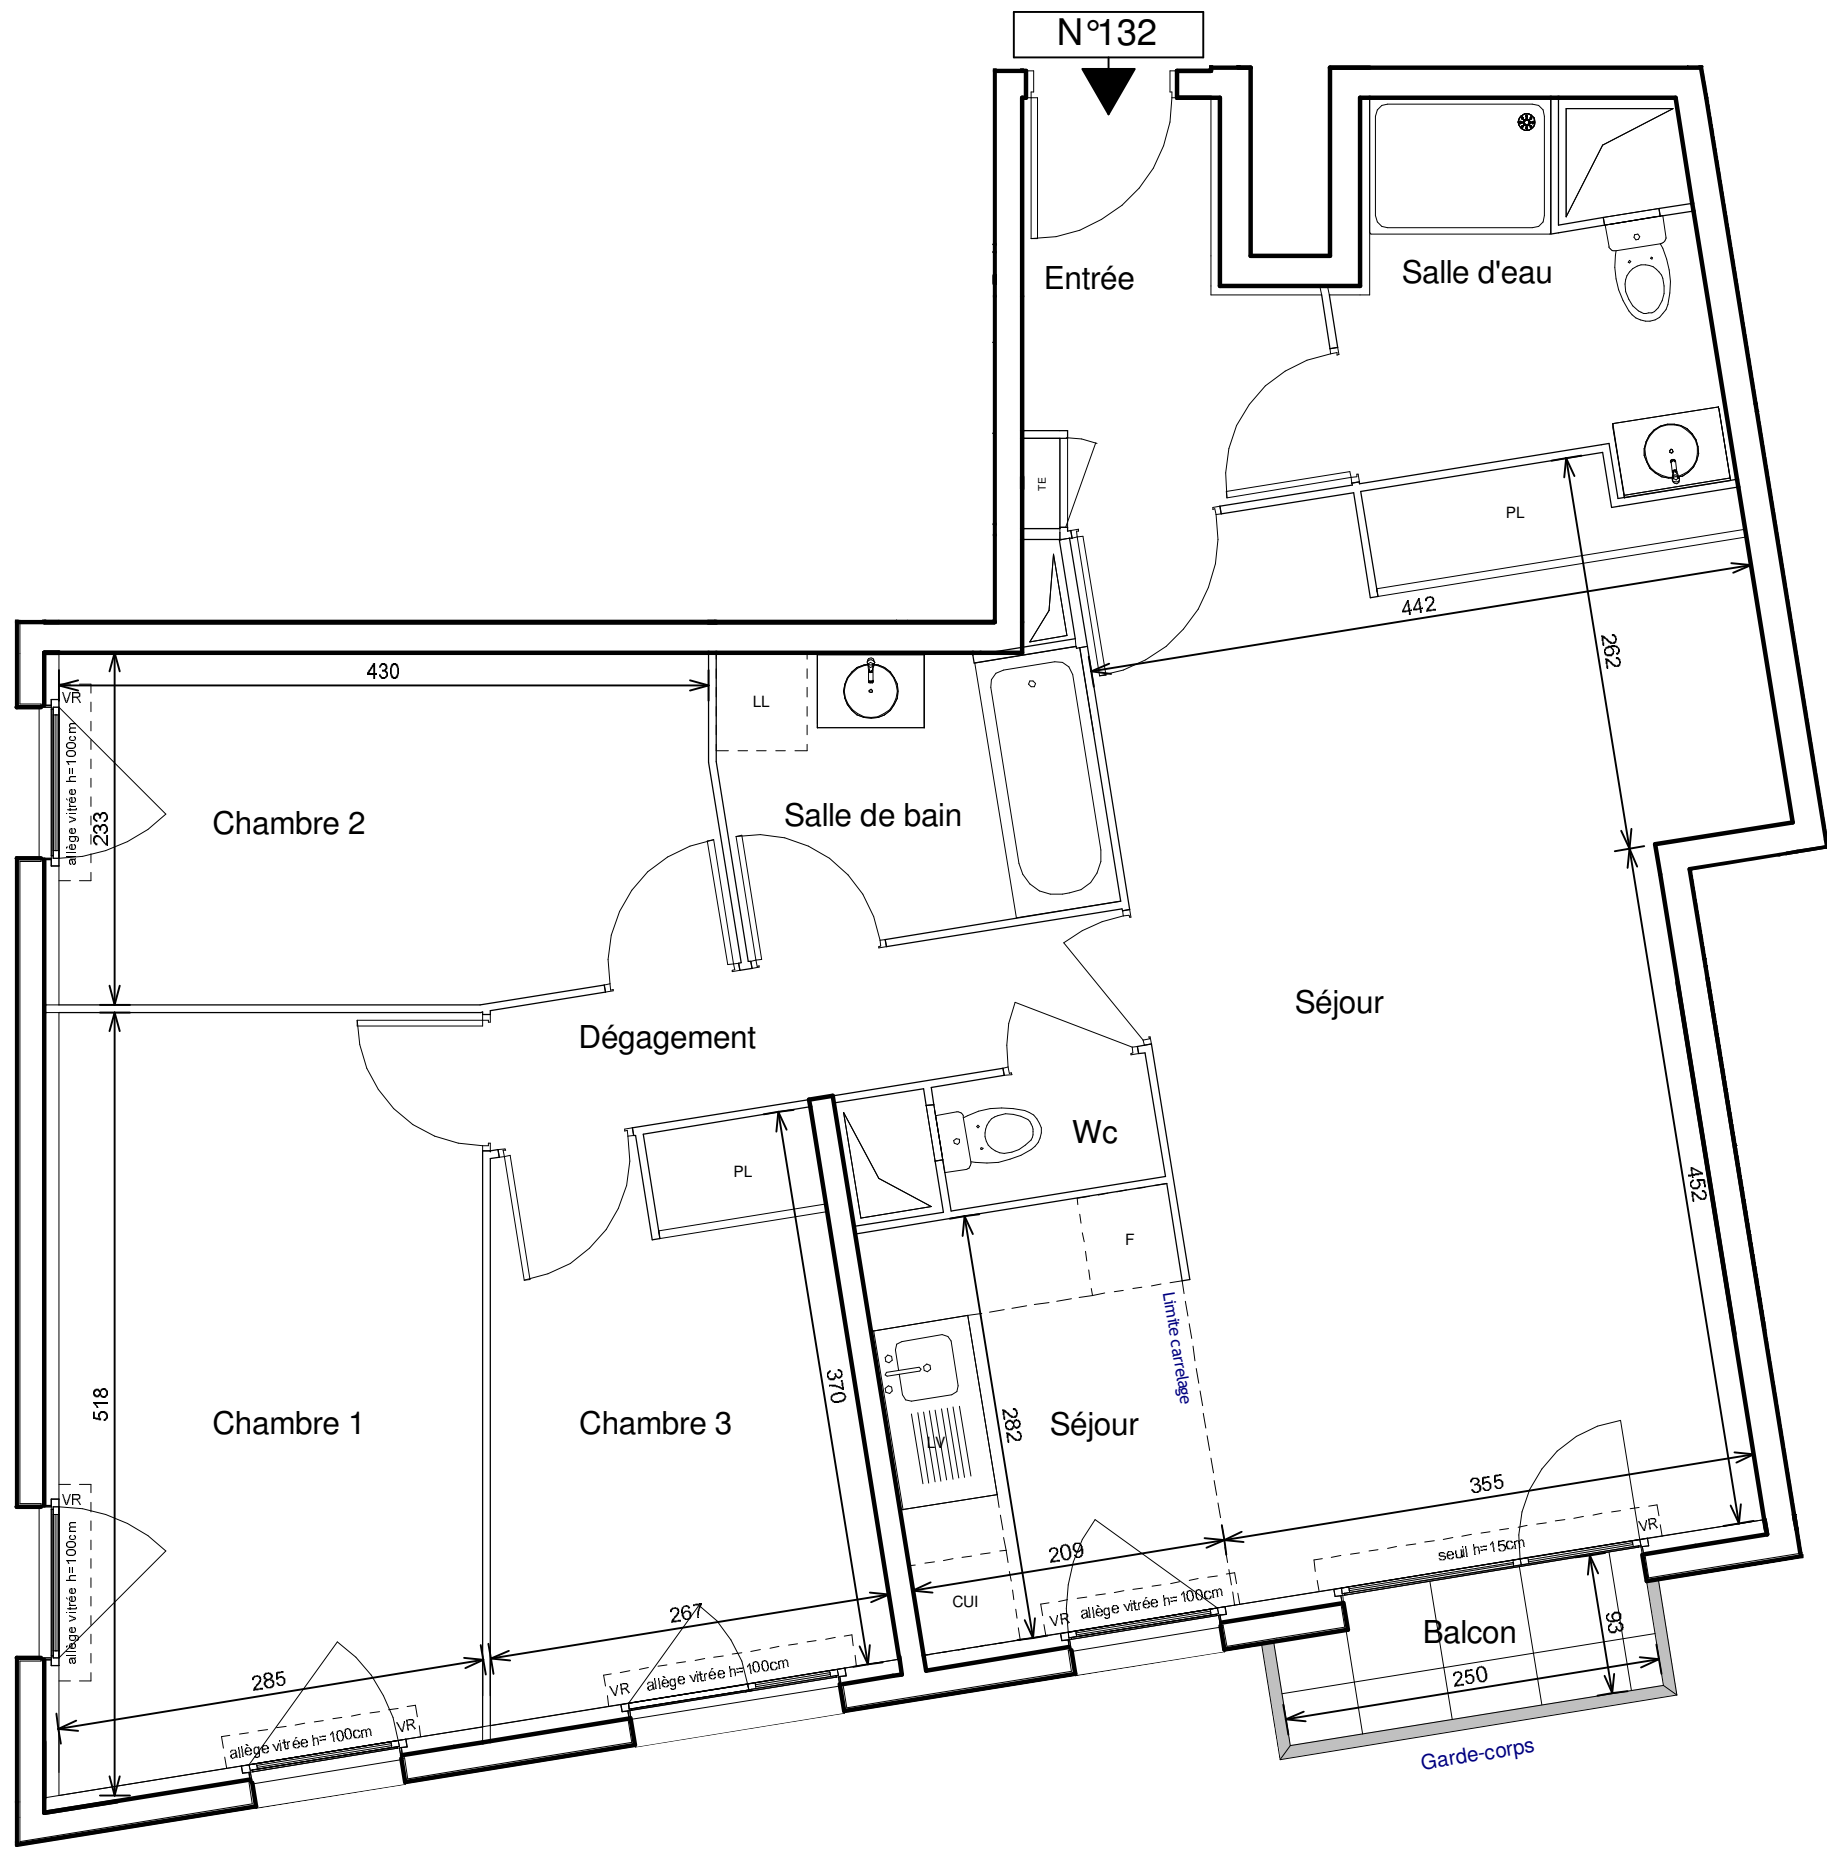 N°132
Entrée
Salle d'eau
TE
PL
442
262
430
VR
LL
allège vitrée h=100cm
233
Chambre 2
Salle de bain
Séjour
Dégagement
Wc
PL
452
F
Limite carrelage
370
518
Chambre 1
Chambre 3
282
Séjour
LV
355
VR
allège vitrée h=100cm
209
seuil h=15cm
VR
CUI
VR
allège vitrée h=100cm
267
Balcon
93
285
VR
allège vitrée h=100cm
250
allège vitrée h=100cm
VR
Garde-corps